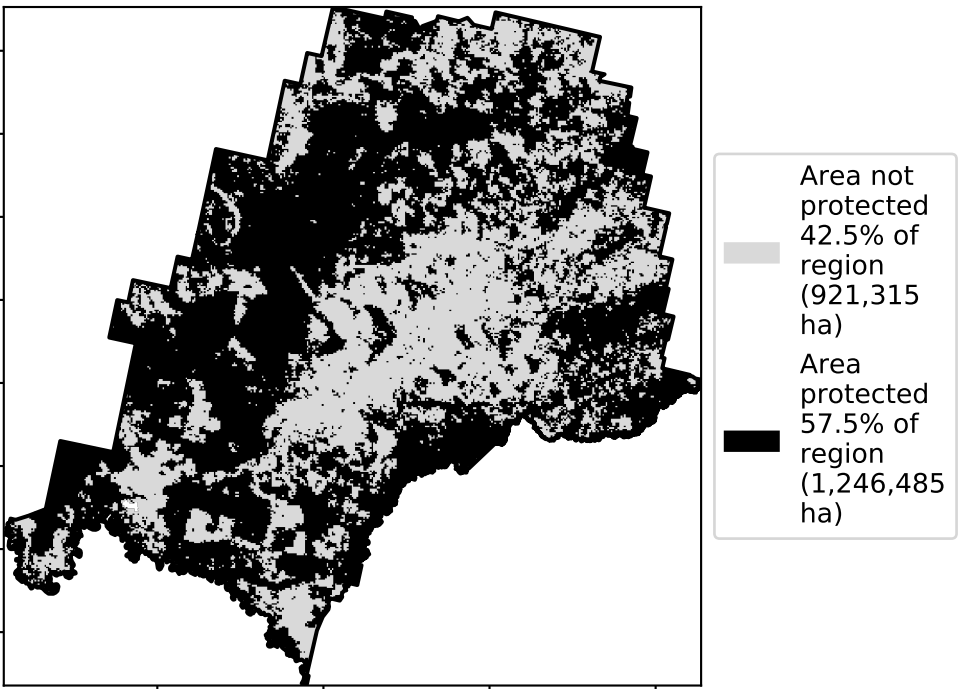 Area not
protected
42.5% of
region
(921,315
ha)
Area
protected
57.5% of
region
(1,246,485
ha)